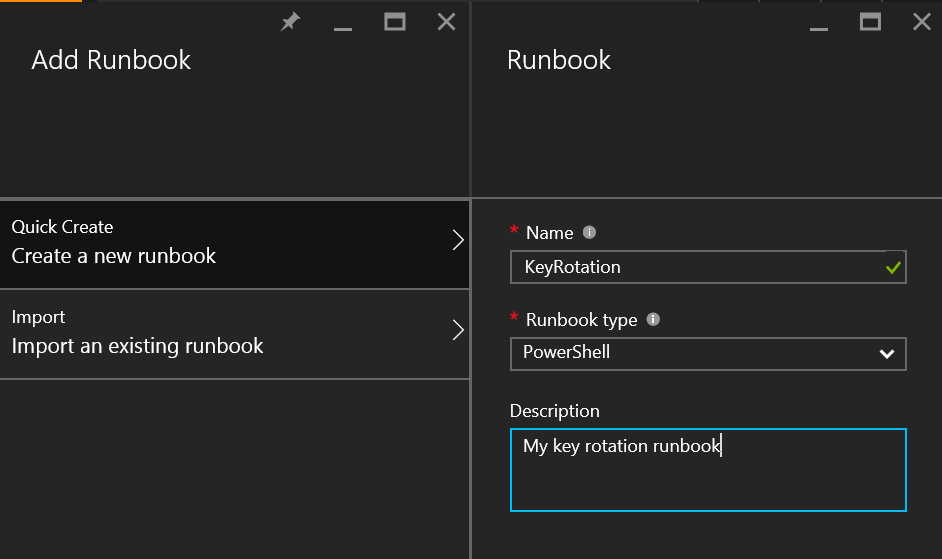 Add Runbook
Quick Create
Create a new runbook
Import
Import an existing runbook
Runbook
* Name
KeyRotation
* Runbook type
PowerShell
Description
My key rotation runbook